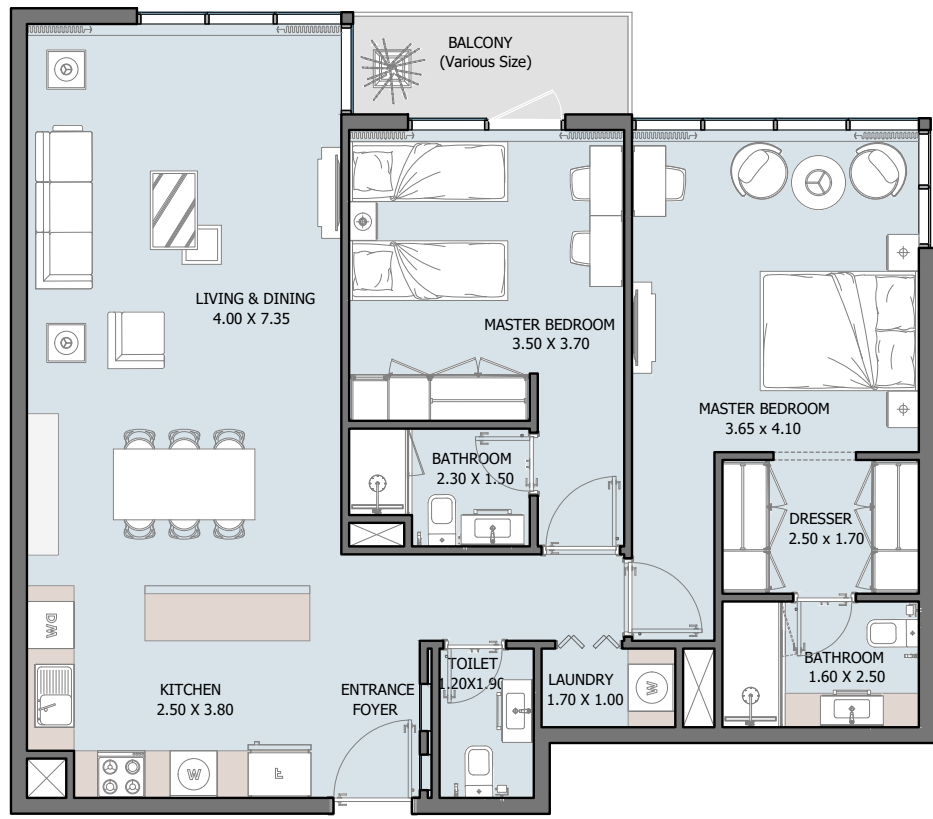 BALCONY
(Various Size)
LIVING & DINING
4.00 X 7.35
MASTER BEDROOM
3.50 X 3.70
MASTER BEDROOM
3.65 x 4.10
BATHROOM
2.30 X 1.50
DRESSER
2.50 x 1.70
DW
KITCHEN
2.50 X 3.80
ENTRANCE
FOYER
TOILET
1.20X1.90
LAUNDRY
1.70 X 1.00
W
BATHROOM
1.60 X 2.50
W
F